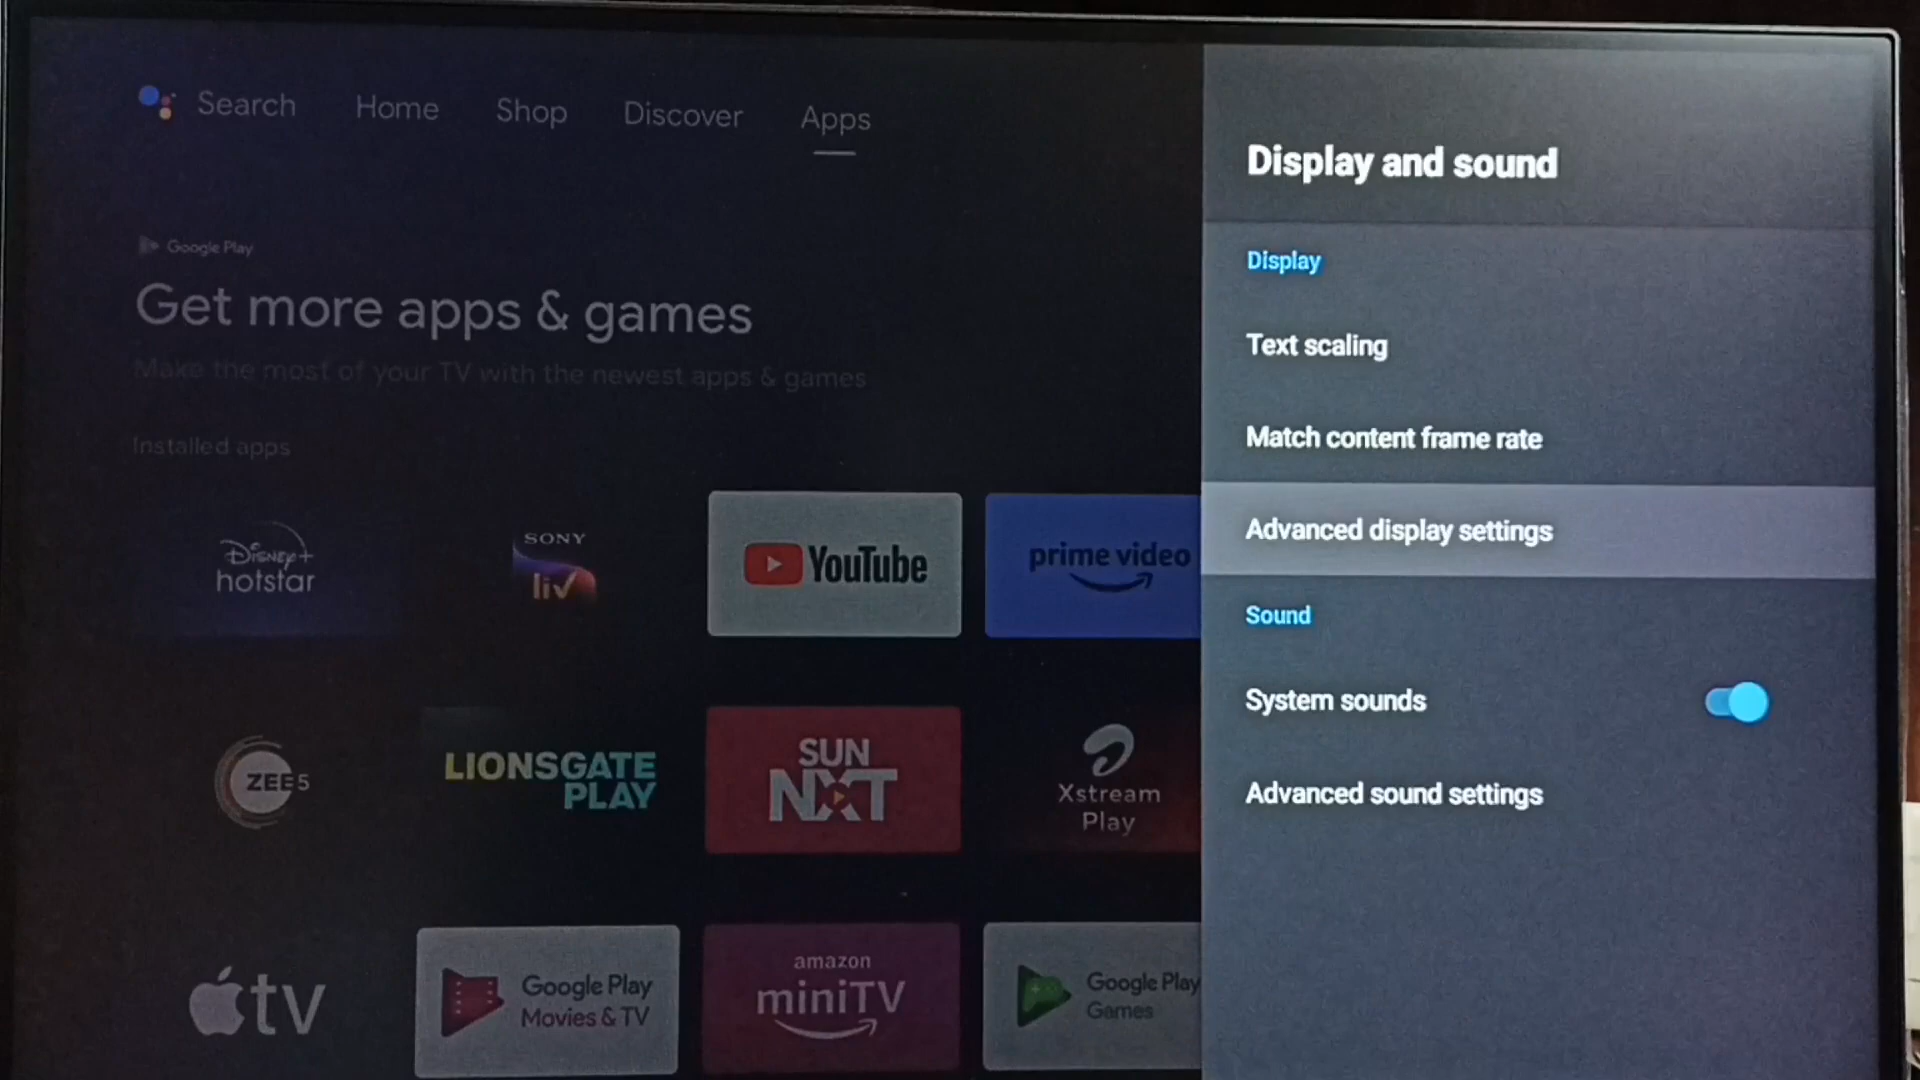 Search Home Shop Discover Apps
Google Play
Get more apps & games
Make the most of your TV with the newest apps & games
Installed apps
Disney+
hotstar
SONY
liv
YouTube
prime video
ZEE5
LIONSGATE
PLAY
SUN
NXT
Xstream
Play
tv
Google Play
Movies & TV
amazon
miniTV
Google Play
Games
Display and sound
Display
Text scaling
Match content frame rate
Advanced display settings
Sound
System sounds
Advanced sound settings